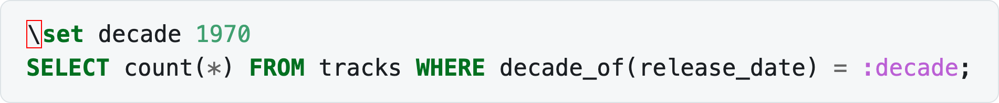 \set decade 1970
SELECT count(*) FROM tracks WHERE decade_of(release_date) = :decade;